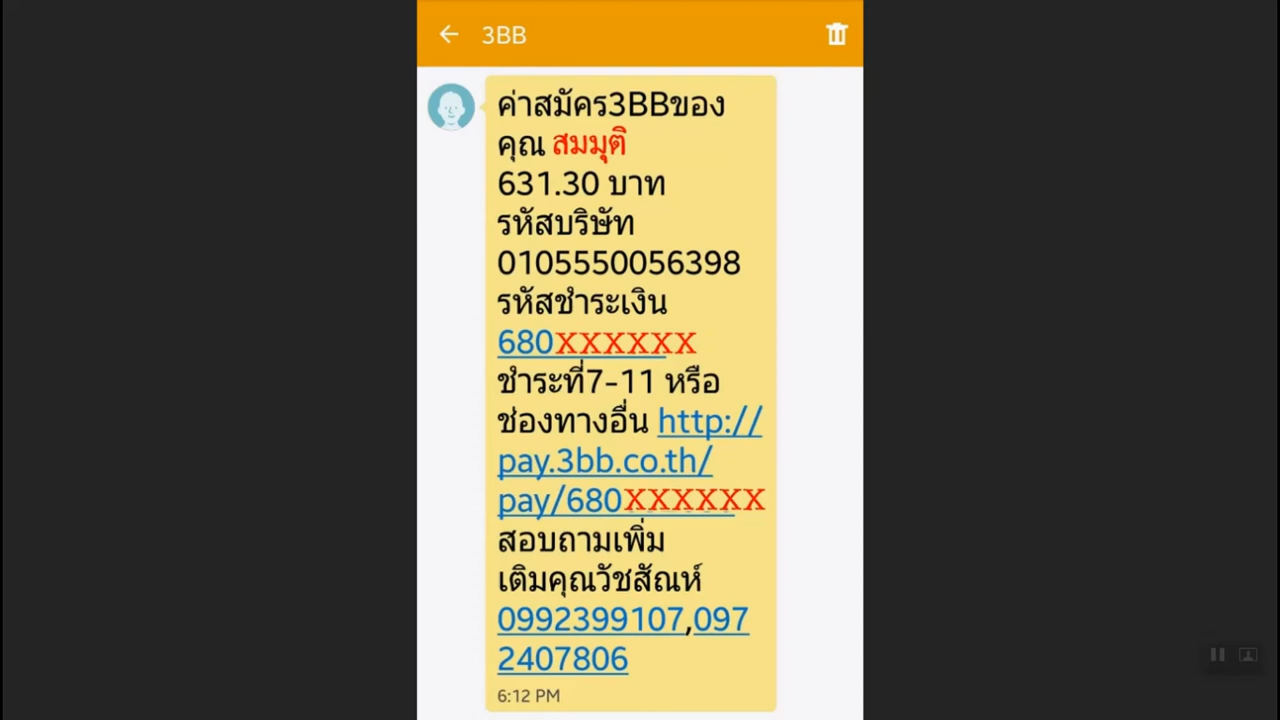 3BB
ค่าสมัคร3BBของ
คุณ สมมุติ
631.30 บาท
รหัสบริษัท
0105550056398
รหัสชำระเงิน
680XXXXXX
ชำระที่7-11 หรือ
ช่องทางอื่น http://
pay.3bb.co.th/
pay/680XXXXXX
สอบถามเพิ่ม
เติมคุณวัชสัณห์
0992399107,097
2407806
6:12 PM